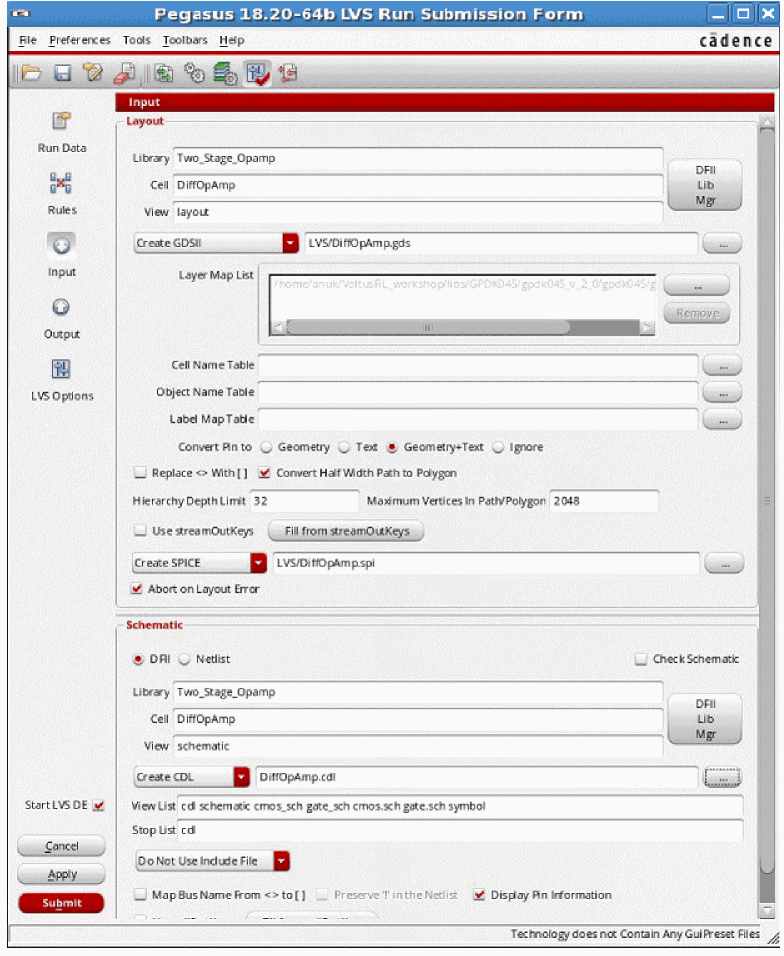 Pegasus 18.20-64b LVS Run Submission Form
File Preferences Tools Toolbars Help
cādence
Input
Layout
Run Data
Library Two_Stage_Opamp
DFII
Lib
Mgr
Cell DiffOpAmp
Rules
View layout
Create GDSII LVS/DiffOpAmp.gds ...
Input
Layer Map List /home/anuk/VoltusRL_workshop/libs/GPDK045/gpdk045_v_2_0/gpdk045/g ...
Remove
Output
Cell Name Table ...
Object Name Table ...
LVS Options
Label Map Table ...
Convert Pin to Geometry Text Geometry+Text Ignore
Replace <> With [ ] Convert Half Width Path to Polygon
Hierarchy Depth Limit 32 Maximum Vertices In Path/Polygon 2048
Use streamOutKeys Fill from streamOutKeys
Create SPICE LVS/DiffOpAmp.spi ...
Abort on Layout Error
Schematic
DFII Netlist Check Schematic
Library Two_Stage_Opamp
DFII
Lib
Mgr
Cell DiffOpAmp
View schematic
Create CDL DiffOpAmp.cdl ...
Start LVS DE
View List cdl schematic cmos_sch gate_sch cmos.sch gate.sch symbol
Stop List cdl
Cancel
Do Not Use Include File
Apply
Submit
Map Bus Name From <> to [ ] Preserve '!' in the Netlist Display Pin Information
Technology does not Contain Any GuiPreset Files